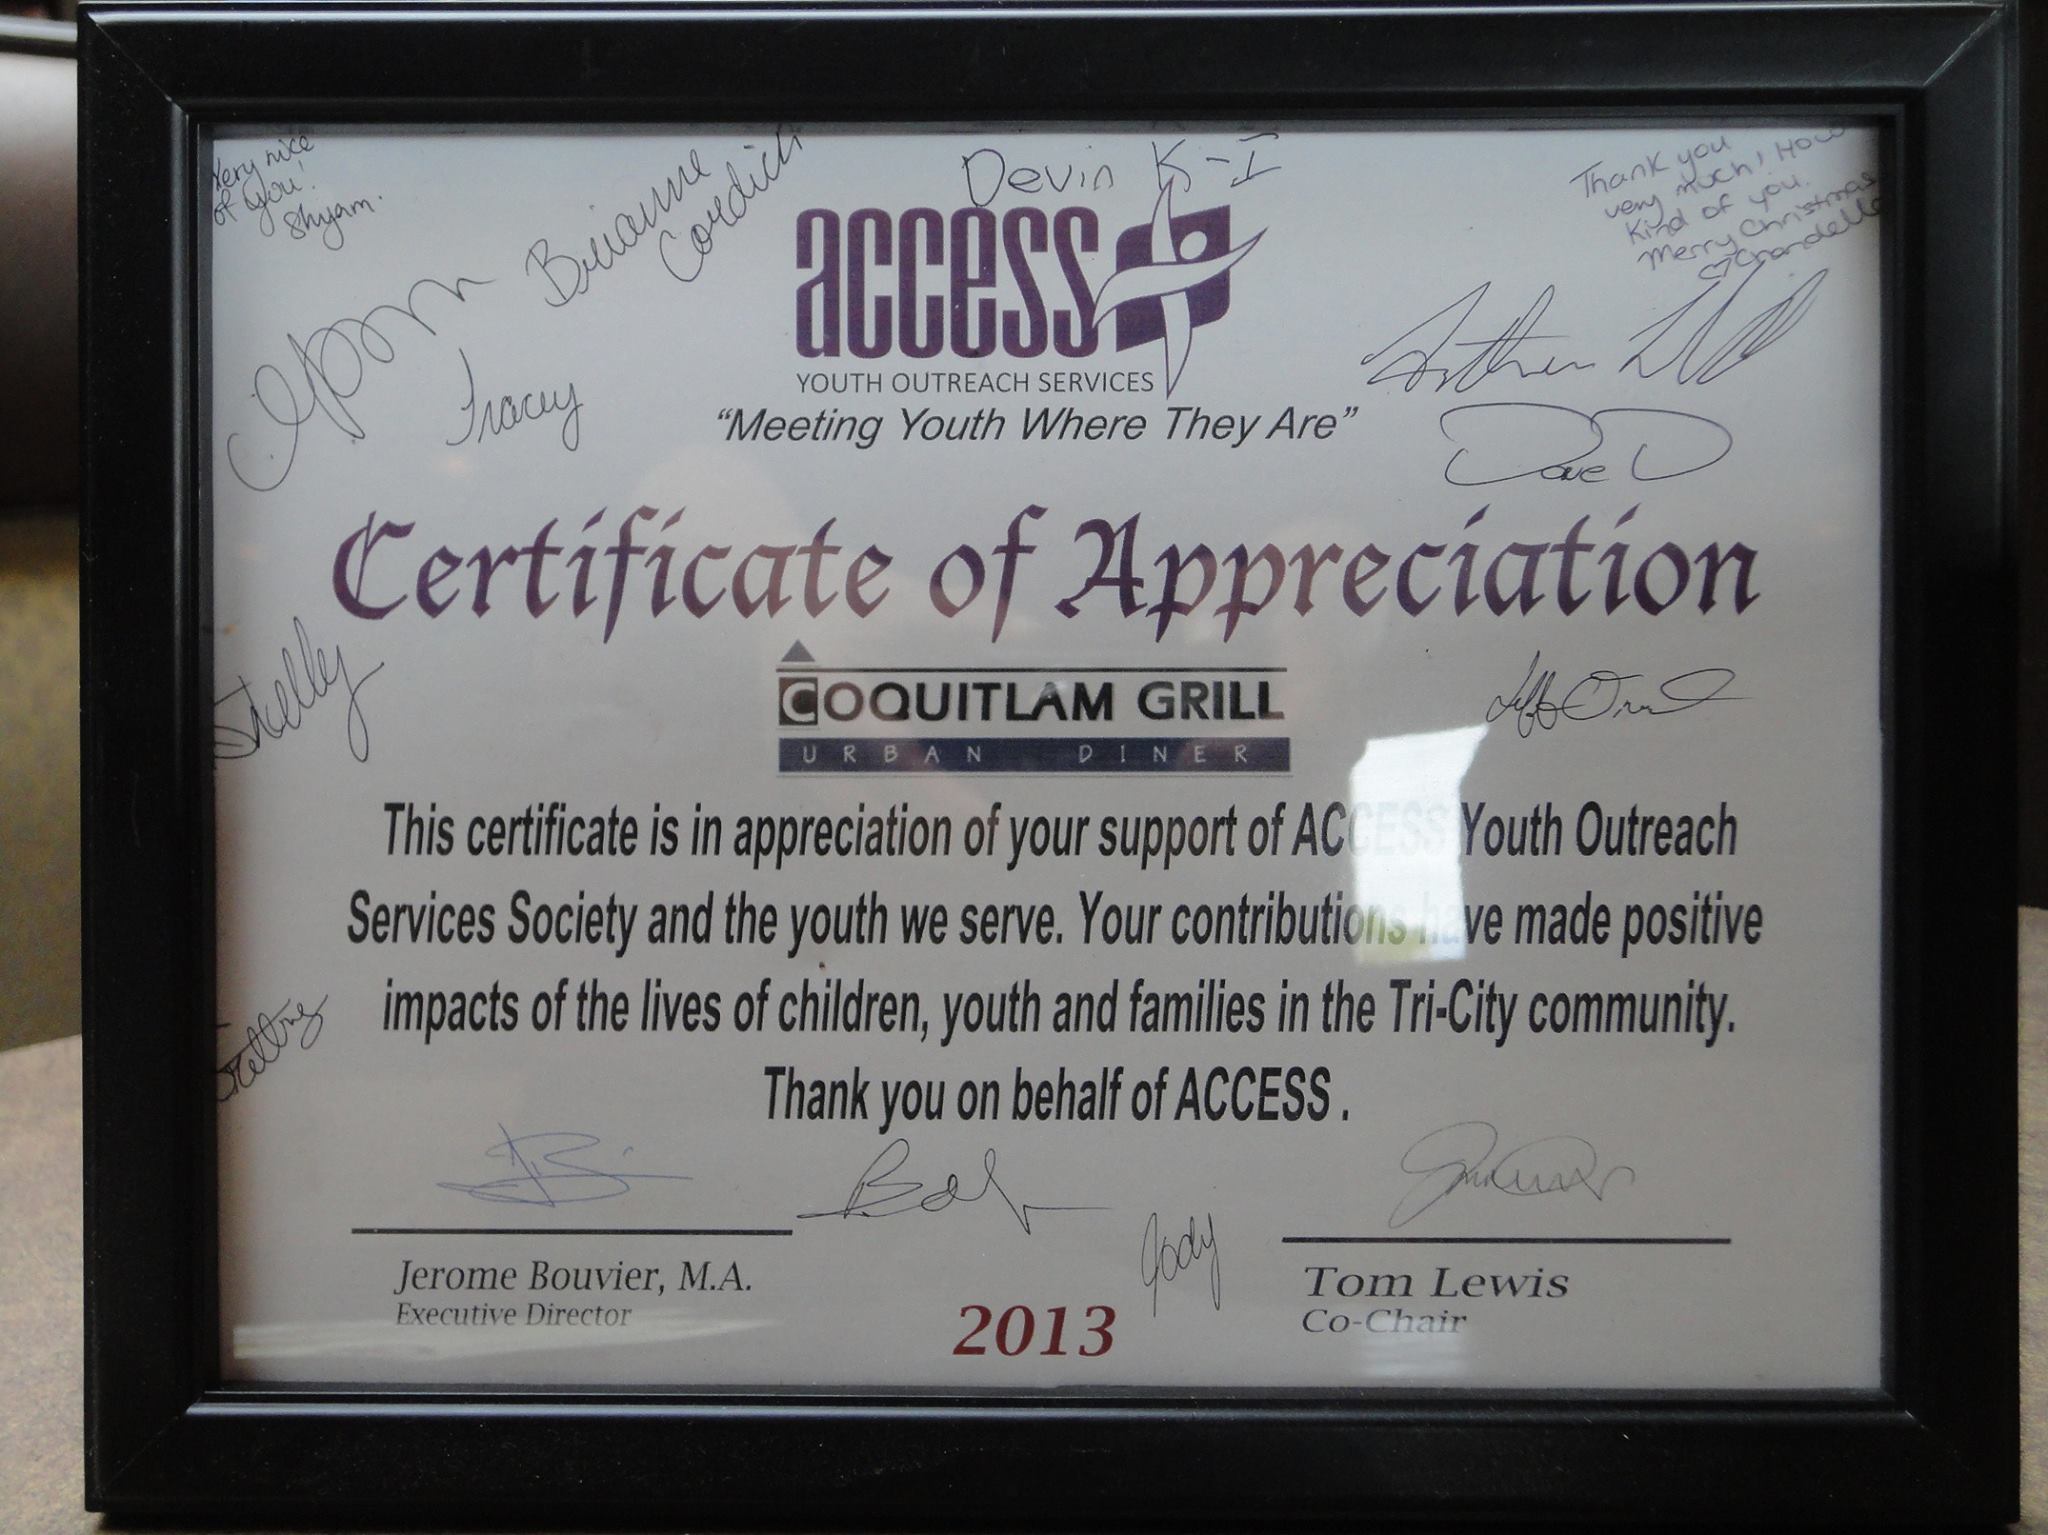 Very nice
of you!
Shyam.
Brianne
Cordick
Devin K-I
Thank you
very much! How
kind of you.
Merry Christmas
Chandelle
access
YOUTH OUTREACH SERVICES
"Meeting Youth Where They Are"
Tracey
Dave D
Certificate of Appreciation
COQUITLAM GRILL
URBAN DINER
Shelly
Jeff
This certificate is in appreciation of your support of ACCESS Youth Outreach
Services Society and the youth we serve. Your contributions have made positive
impacts of the lives of children, youth and families in the Tri-City community.
Thank you on behalf of ACCESS .
Jody
Jerome Bouvier, M.A.
Executive Director
Tom Lewis
Co-Chair
2013